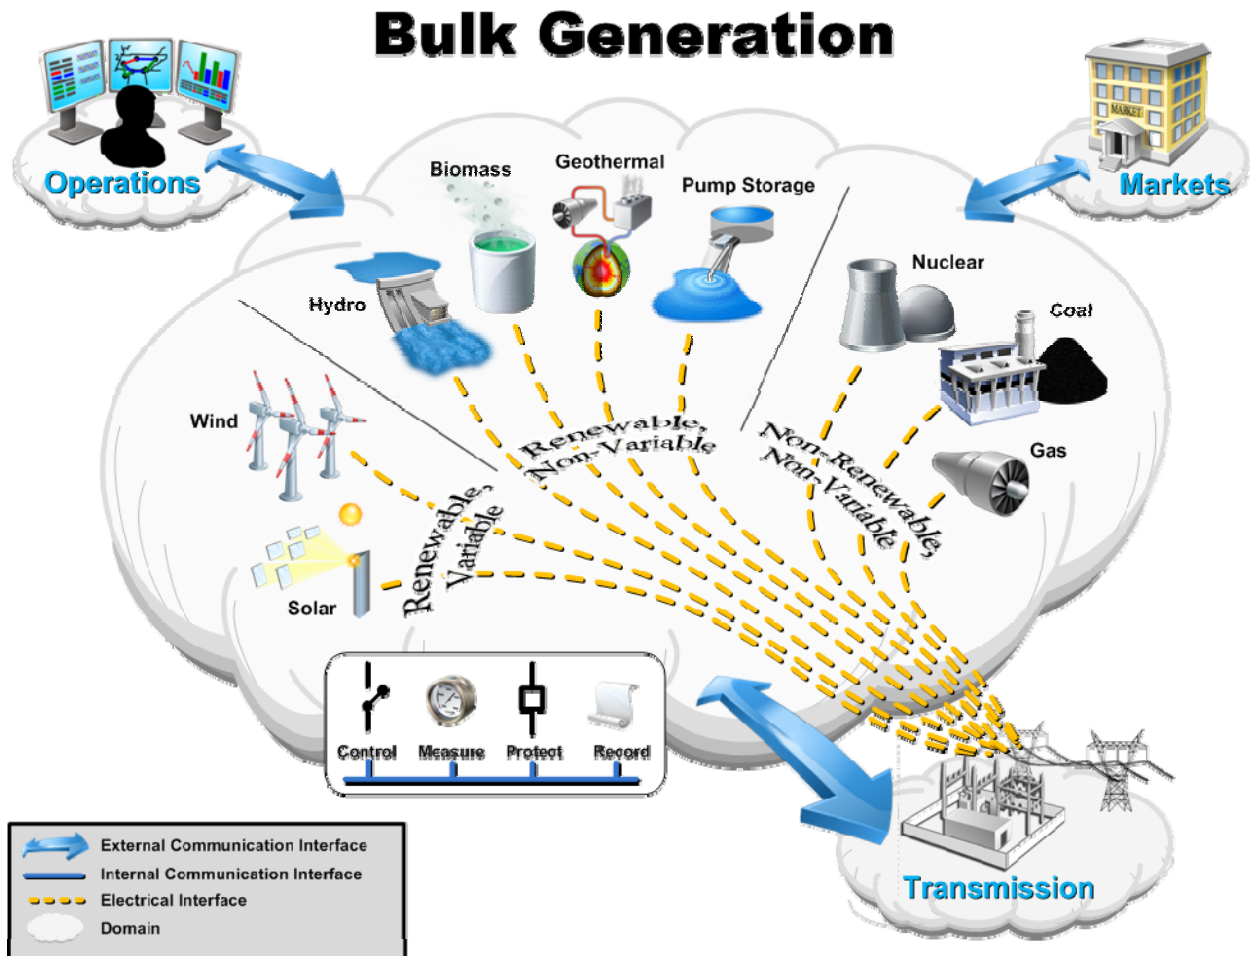 Bulk Generation
Operations
MARKET
Markets
Biomass
Geothermal
Pump Storage
Hydro
Nuclear
Coal
Wind
Renewable,
Non-Variable
Non-Renewable,
Non-Variable
Gas
Renewable,
Variable
Solar
Control
Measure
Protect
Record
External Communication Interface
Internal Communication Interface
Electrical Interface
Domain
Transmission